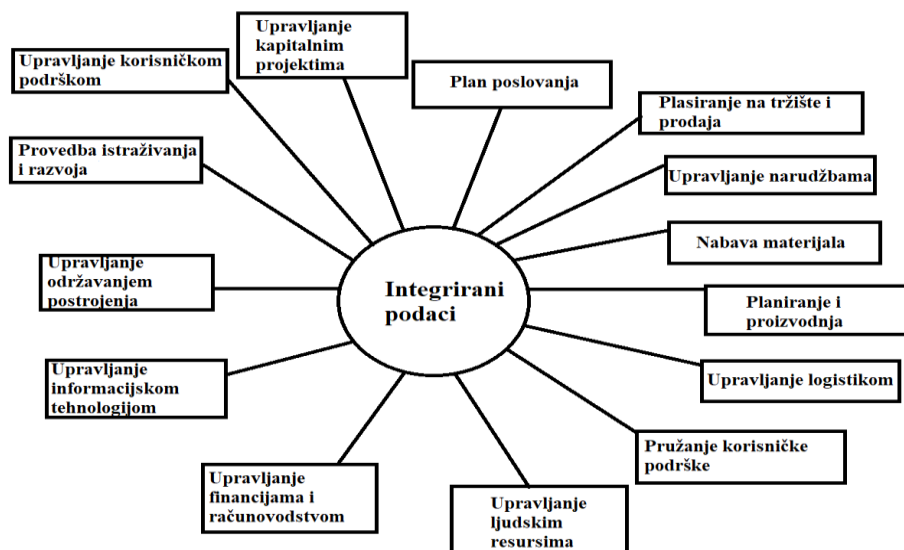 Upravljanje
kapitalnim
projektima
Upravljanje korisničkom
podrškom
Plan poslovanja
Plasiranje na tržište i
prodaja
Provedba istraživanja
i razvoja
Upravljanje narudžbama
Nabava materijala
Upravljanje
održavanjem
postrojenja
Integrirani
podaci
Planiranje i
proizvodnja
Upravljanje
informacijskom
tehnologijom
Upravljanje logistikom
Pružanje korisničke
podrške
Upravljanje
financijama i
računovodstvom
Upravljanje
ljudskim
resursima